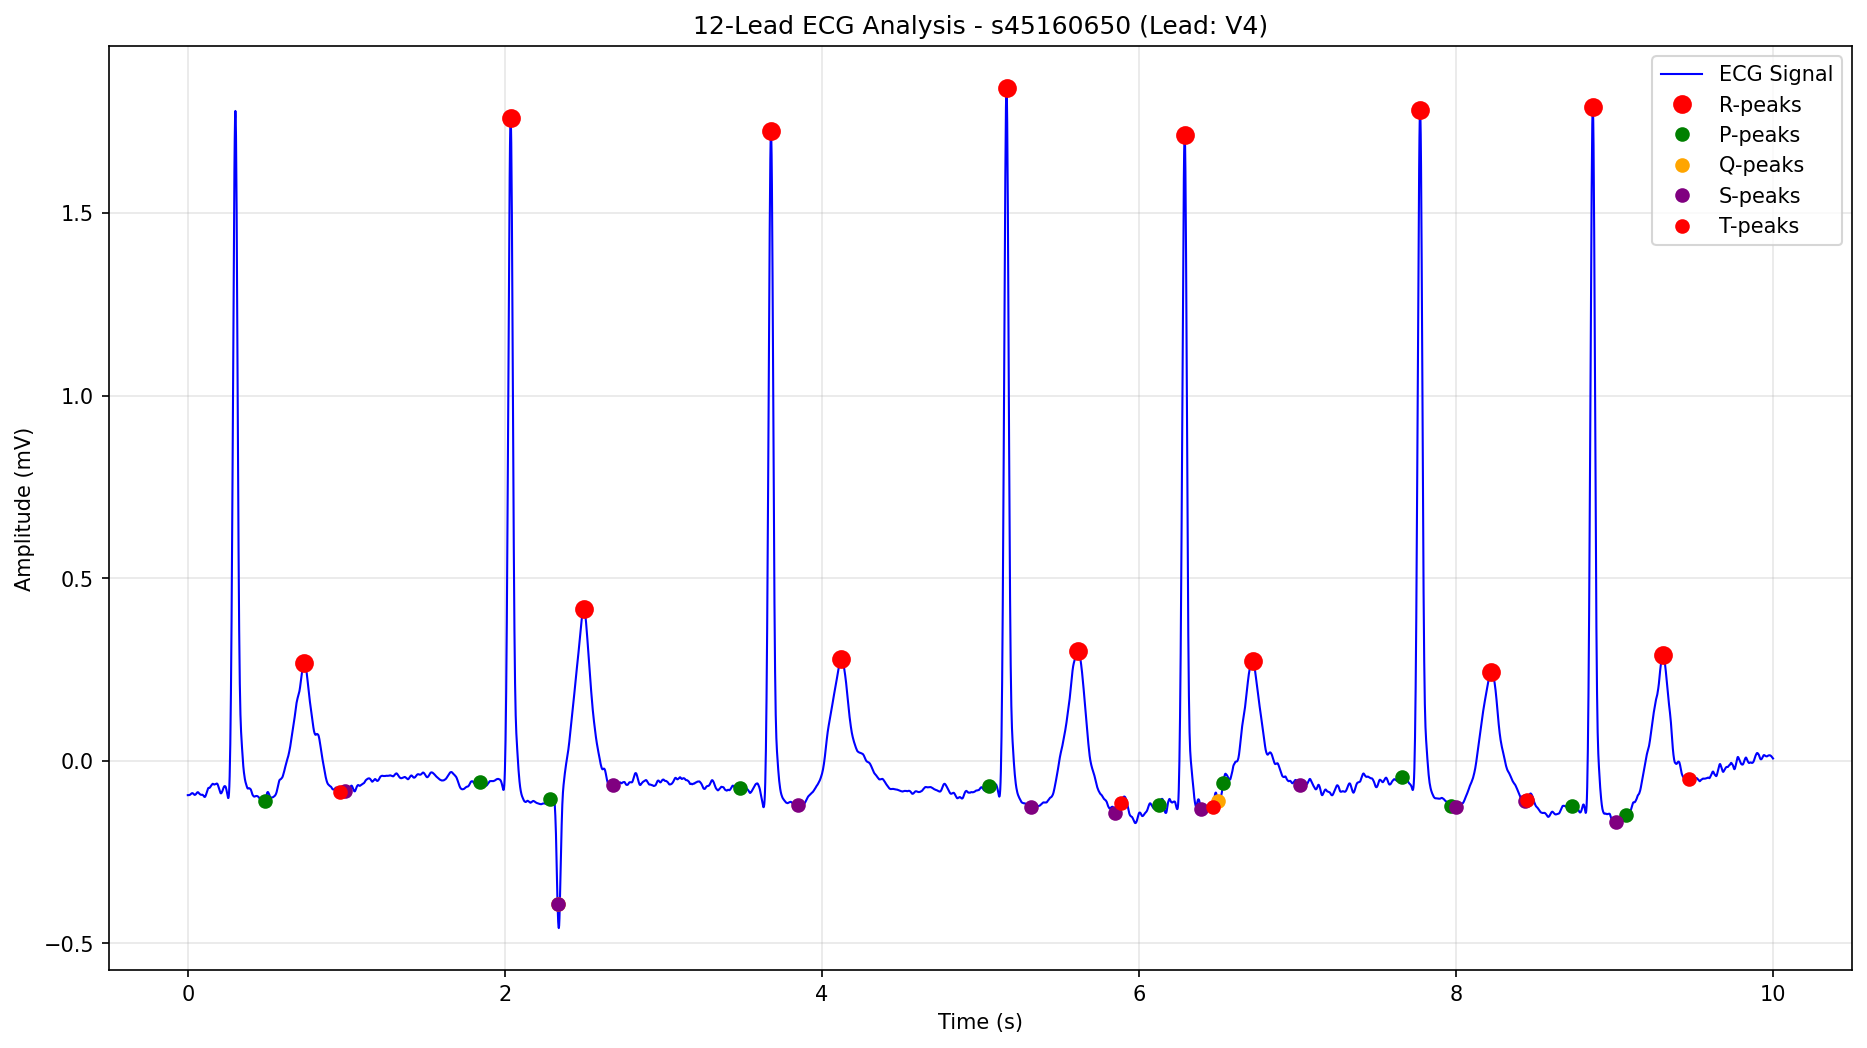 12-Lead ECG Analysis - s45160650 (Lead: V4)
ECG Signal
R-peaks
P-peaks
Q-peaks
S-peaks
T-peaks
Amplitude (mV)
1.5
1.0
0.5
0.0
−0.5
0 2 4 6 8 10
Time (s)